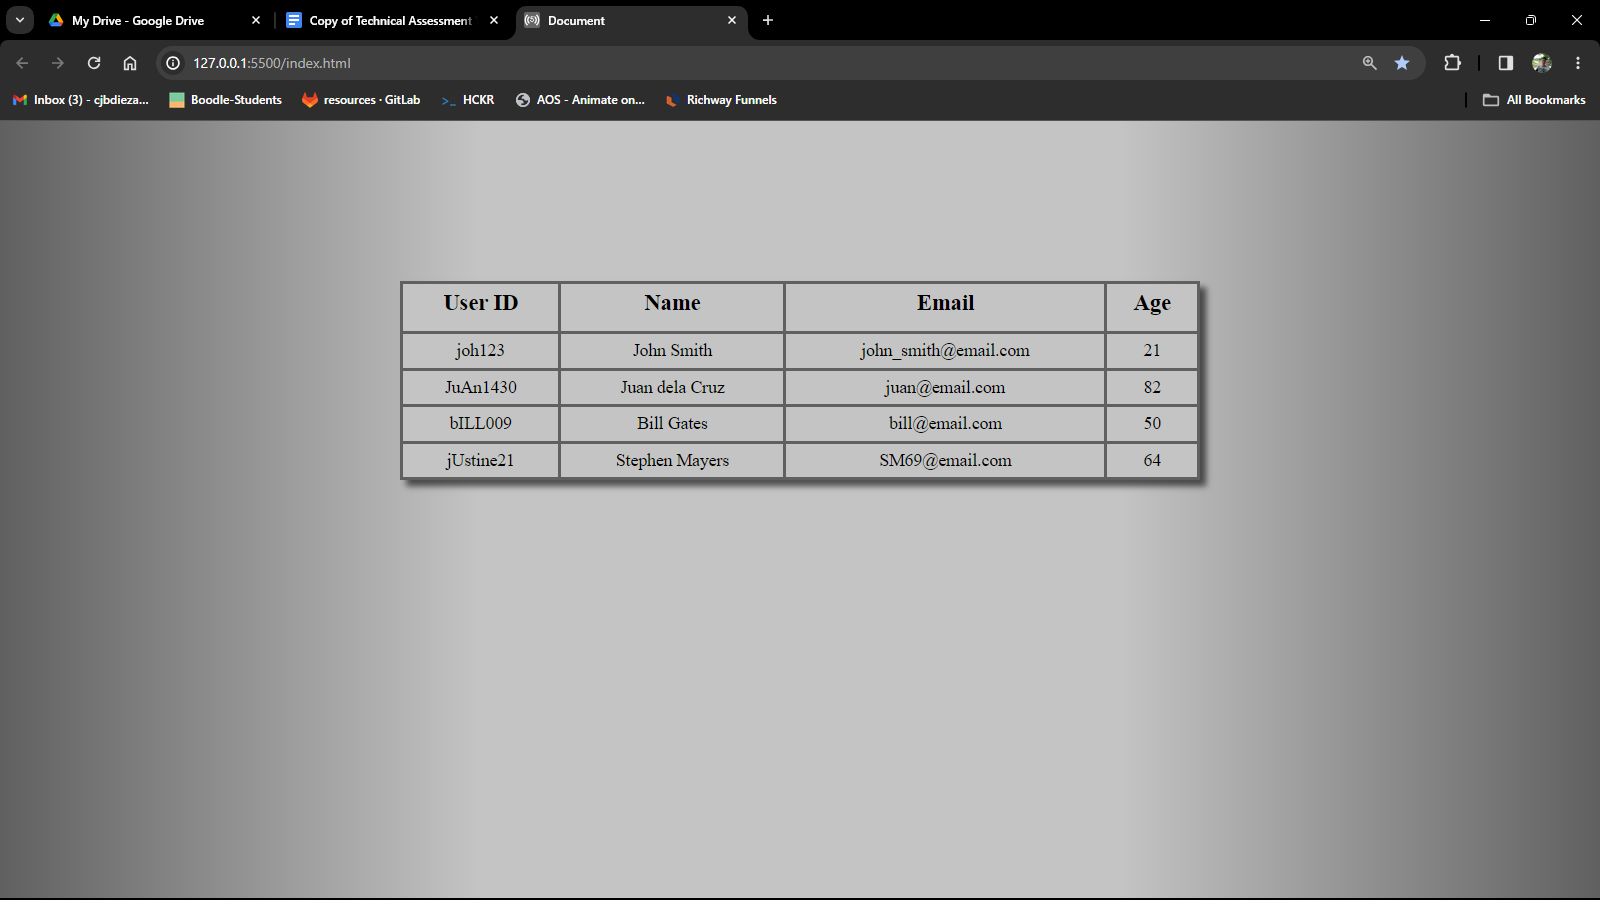 My Drive - Google Drive
Copy of Technical Assessment
Document
127.0.0.1:5500/index.html
Inbox (3) - cjbdieza...
Boodle-Students
resources · GitLab
>_ HCKR
AOS - Animate on...
Richway Funnels
All Bookmarks
User ID Name Email Age
joh123 John Smith john_smith@email.com 21
JuAn1430 Juan dela Cruz juan@email.com 82
bILL009 Bill Gates bill@email.com 50
jUstine21 Stephen Mayers SM69@email.com 64